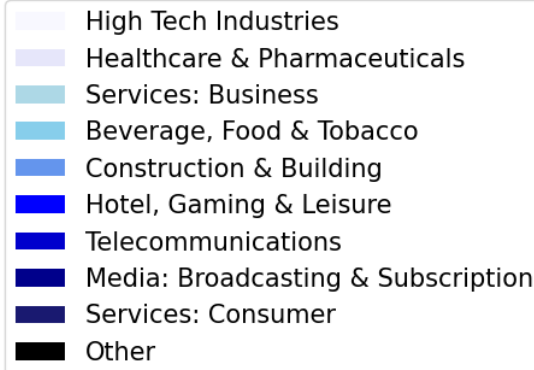 High Tech Industries
Healthcare & Pharmaceuticals
Services: Business
Beverage, Food & Tobacco
Construction & Building
Hotel, Gaming & Leisure
Telecommunications
Media: Broadcasting & Subscription
Services: Consumer
Other